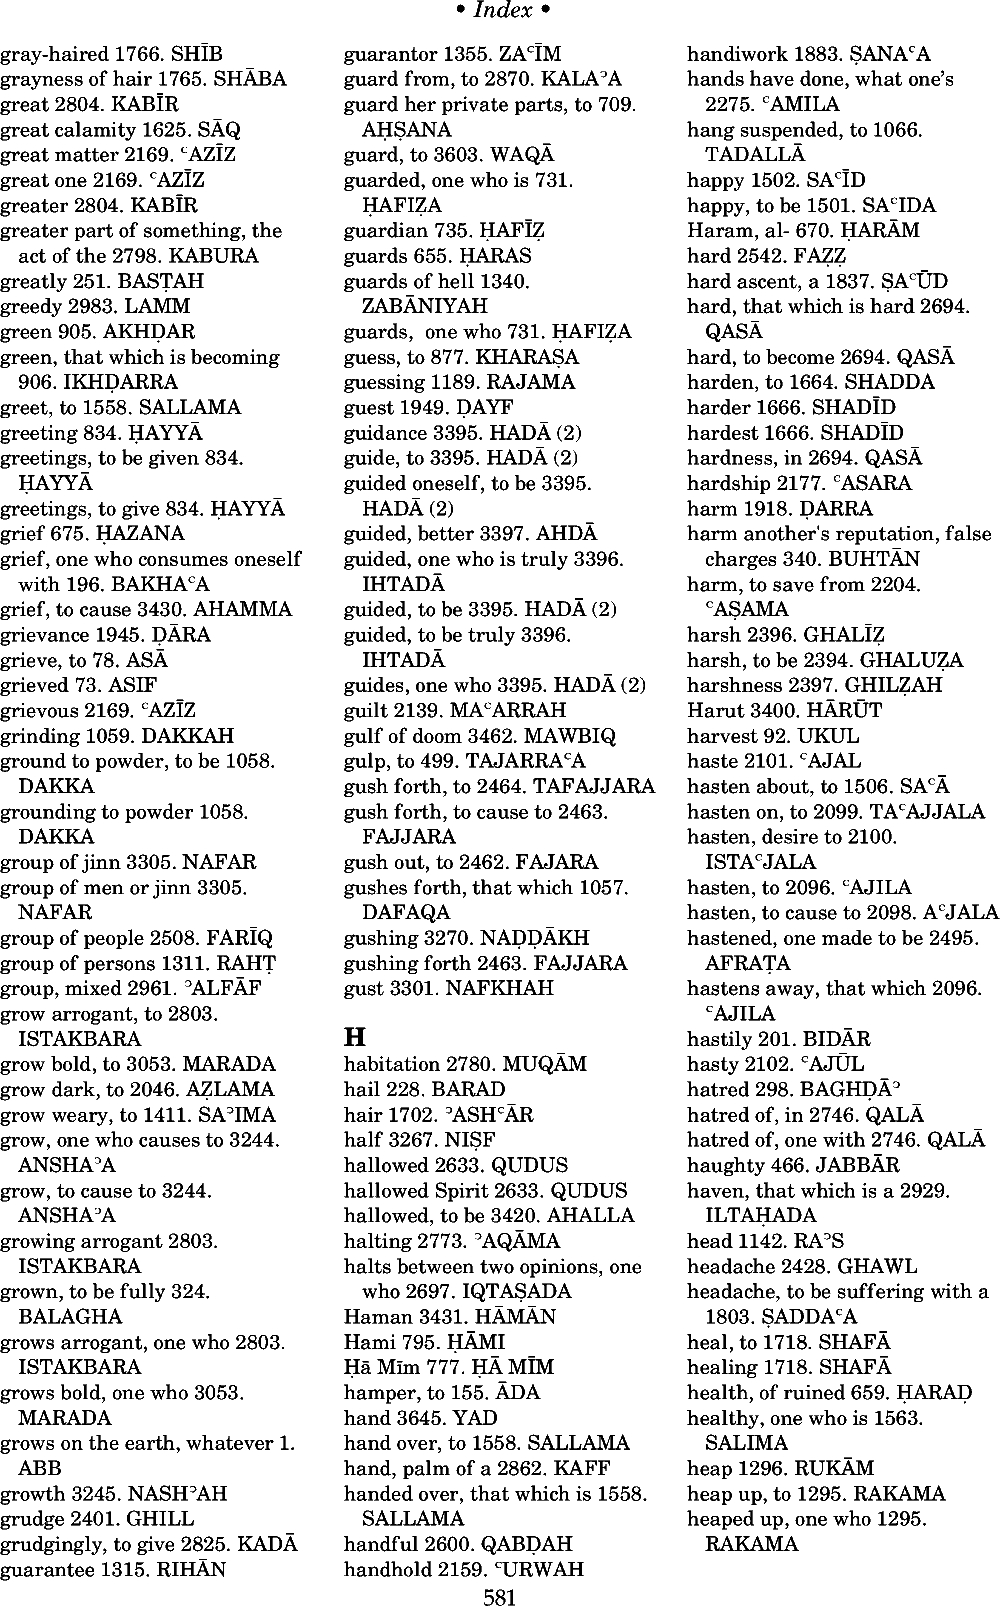 • Index •
gray-haired 1766. SHĪB
grayness of hair 1765. SHĀBA
great 2804. KABĪR
great calamity 1625. SĀQ
great matter 2169. ᶜAZĪZ
great one 2169. ᶜAZĪZ
greater 2804. KABĪR
greater part of something, the
act of the 2798. KABURA
greatly 251. BASṬAH
greedy 2983. LAMM
green 905. AKHḌAR
green, that which is becoming
906. IKHḌARRA
greet, to 1558. SALLAMA
greeting 834. ḤAYYĀ
greetings, to be given 834.
ḤAYYĀ
greetings, to give 834. ḤAYYĀ
grief 675. ḤAZANA
grief, one who consumes oneself
with 196. BAKHAᶜA
grief, to cause 3430. AHAMMA
grievance 1945. ḌĀRA
grieve, to 78. ASĀ
grieved 73. ASIF
grievous 2169. ᶜAZĪZ
grinding 1059. DAKKAH
ground to powder, to be 1058.
DAKKA
grounding to powder 1058.
DAKKA
group of jinn 3305. NAFAR
group of men or jinn 3305.
NAFAR
group of people 2508. FARĪQ
group of persons 1311. RAHṬ
group, mixed 2961. ᵓALFĀF
grow arrogant, to 2803.
ISTAKBARA
grow bold, to 3053. MARADA
grow dark, to 2046. AẒLAMA
grow weary, to 1411. SAᵓIMA
grow, one who causes to 3244.
ANSHAᵓA
grow, to cause to 3244.
ANSHAᵓA
growing arrogant 2803.
ISTAKBARA
grown, to be fully 324.
BALAGHA
grows arrogant, one who 2803.
ISTAKBARA
grows bold, one who 3053.
MARADA
grows on the earth, whatever 1.
ABB
growth 3245. NASHᵓAH
grudge 2401. GHILL
grudgingly, to give 2825. KADĀ
guarantee 1315. RIHĀN
guarantor 1355. ZAᶜĪM
guard from, to 2870. KALAᵓA
guard her private parts, to 709.
AḤṢANA
guard, to 3603. WAQĀ
guarded, one who is 731.
ḤAFIẒA
guardian 735. ḤAFĪẒ
guards 655. ḤARAS
guards of hell 1340.
ZABĀNIYAH
guards, one who 731. ḤAFIẒA
guess, to 877. KHARAṢA
guessing 1189. RAJAMA
guest 1949. ḌAYF
guidance 3395. HADĀ (2)
guide, to 3395. HADĀ (2)
guided oneself, to be 3395.
HADĀ (2)
guided, better 3397. AHDĀ
guided, one who is truly 3396.
IHTADĀ
guided, to be 3395. HADĀ (2)
guided, to be truly 3396.
IHTADĀ
guides, one who 3395. HADĀ (2)
guilt 2139. MAᶜARRAH
gulf of doom 3462. MAWBIQ
gulp, to 499. TAJARRAᶜA
gush forth, to 2464. TAFAJJARA
gush forth, to cause to 2463.
FAJJARA
gush out, to 2462. FAJARA
gushes forth, that which 1057.
DAFAQA
gushing 3270. NAḌḌĀKH
gushing forth 2463. FAJJARA
gust 3301. NAFKHAH
H
habitation 2780. MUQĀM
hail 228. BARAD
hair 1702. ᵓASHᶜĀR
half 3267. NIṢF
hallowed 2633. QUDUS
hallowed Spirit 2633. QUDUS
hallowed, to be 3420. AHALLA
halting 2773. ᵓAQĀMA
halts between two opinions, one
who 2697. IQTAṢADA
Haman 3431. HĀMĀN
Hami 795. ḤĀMI
Ḥā Mīm 777. ḤĀ MĪM
hamper, to 155. ĀDA
hand 3645. YAD
hand over, to 1558. SALLAMA
hand, palm of a 2862. KAFF
handed over, that which is 1558.
SALLAMA
handful 2600. QABḌAH
handhold 2159. ᶜURWAH
handiwork 1883. ṢANAᶜA
hands have done, what one's
2275. ᶜAMILA
hang suspended, to 1066.
TADALLĀ
happy 1502. SAᶜĪD
happy, to be 1501. SAᶜIDA
Haram, al- 670. ḤARĀM
hard 2542. FAẒẒ
hard ascent, a 1837. ṢAᶜŪD
hard, that which is hard 2694.
QASĀ
hard, to become 2694. QASĀ
harden, to 1664. SHADDA
harder 1666. SHADĪD
hardest 1666. SHADĪD
hardness, in 2694. QASĀ
hardship 2177. ᶜASARA
harm 1918. ḌARRA
harm another's reputation, false
charges 340. BUHTĀN
harm, to save from 2204.
ᶜAṢAMA
harsh 2396. GHALĪẒ
harsh, to be 2394. GHALUẒA
harshness 2397. GHILẒAH
Harut 3400. HĀRŪT
harvest 92. UKUL
haste 2101. ᶜAJAL
hasten about, to 1506. SAᶜĀ
hasten on, to 2099. TAᶜAJJALA
hasten, desire to 2100.
ISTAᶜJALA
hasten, to 2096. ᶜAJILA
hasten, to cause to 2098. AᶜJALA
hastened, one made to be 2495.
AFRAṬA
hastens away, that which 2096.
ᶜAJILA
hastily 201. BIDĀR
hasty 2102. ᶜAJŪL
hatred 298. BAGHḌĀᵓ
hatred of, in 2746. QALĀ
hatred of, one with 2746. QALĀ
haughty 466. JABBĀR
haven, that which is a 2929.
ILTAḤADA
head 1142. RAᵓS
headache 2428. GHAWL
headache, to be suffering with a
1803. ṢADDAᶜA
heal, to 1718. SHAFĀ
healing 1718. SHAFĀ
health, of ruined 659. ḤARAḌ
healthy, one who is 1563.
SALIMA
heap 1296. RUKĀM
heap up, to 1295. RAKAMA
heaped up, one who 1295.
RAKAMA
581